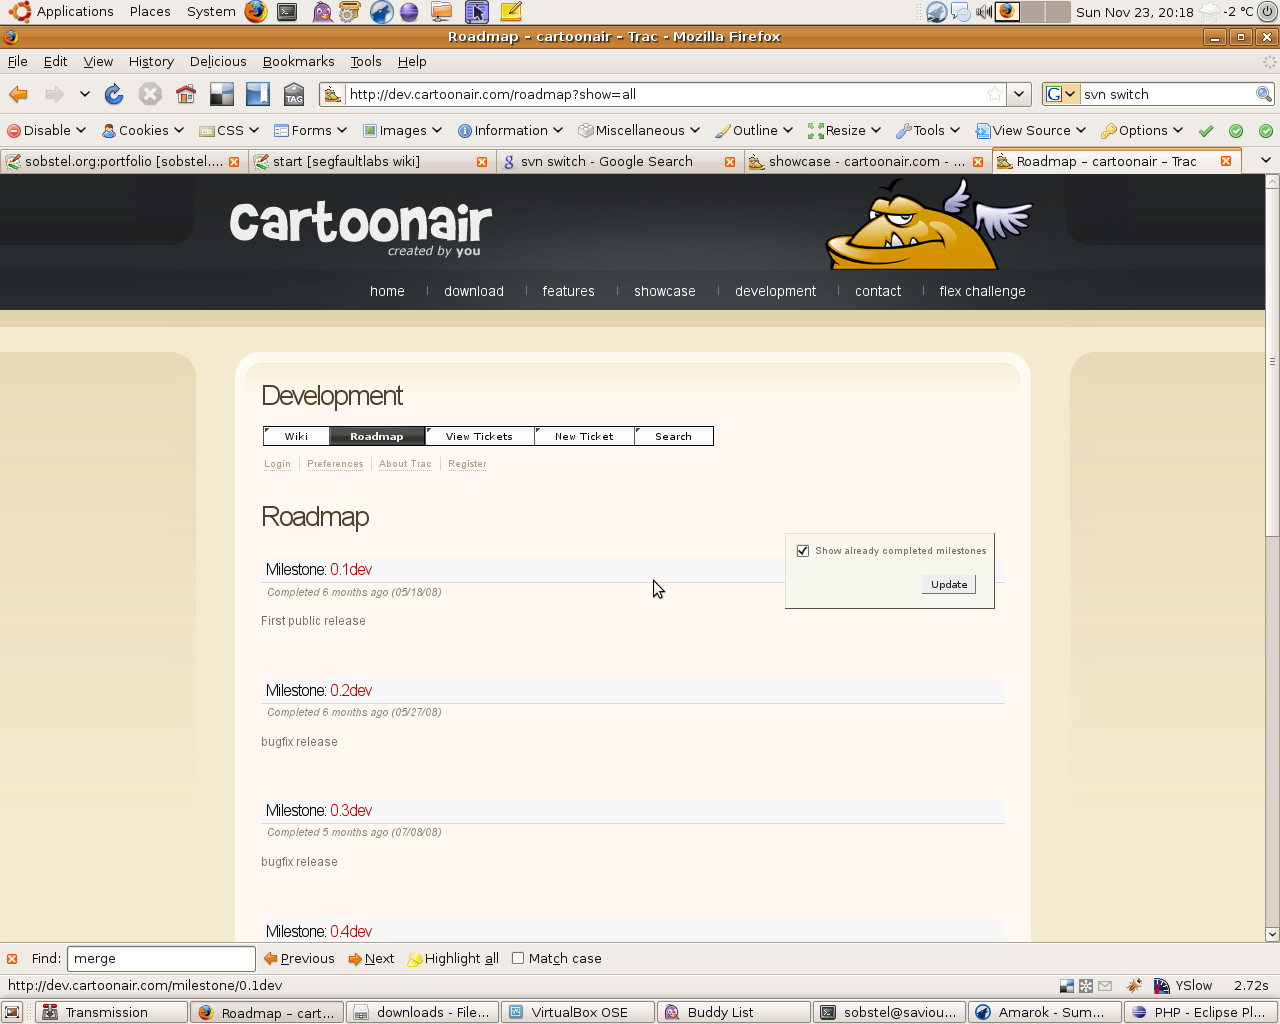 Applications Places System Sun Nov 23, 20:18 -2 °C
Roadmap – cartoonair – Trac - Mozilla Firefox
File Edit View History Delicious Bookmarks Tools Help
TAG http://dev.cartoonair.com/roadmap?show=all G svn switch
Disable Cookies CSS Forms Images Information Miscellaneous Outline Resize Tools View Source Options
sobstel.org:portfolio [sobstel.... start [segfaultlabs wiki] g svn switch - Google Search showcase - cartoonair.com - ... Roadmap – cartoonair – Trac
cartoonair
created by you
home download features showcase development contact flex challenge
Development
Wiki Roadmap View Tickets New Ticket Search
Login Preferences About Trac Register
Roadmap
Show already completed milestones
Update
Milestone: 0.1dev
Completed 6 months ago (05/18/08)
First public release
Milestone: 0.2dev
Completed 6 months ago (05/27/08)
bugfix release
Milestone: 0.3dev
Completed 5 months ago (07/08/08)
bugfix release
Milestone: 0.4dev
Find: merge Previous Next Highlight all Match case
http://dev.cartoonair.com/milestone/0.1dev YSlow 2.72s
Transmission Roadmap – cart... downloads - File... VirtualBox OSE Buddy List sobstel@saviou... Amarok - Sum... PHP - Eclipse Pl...